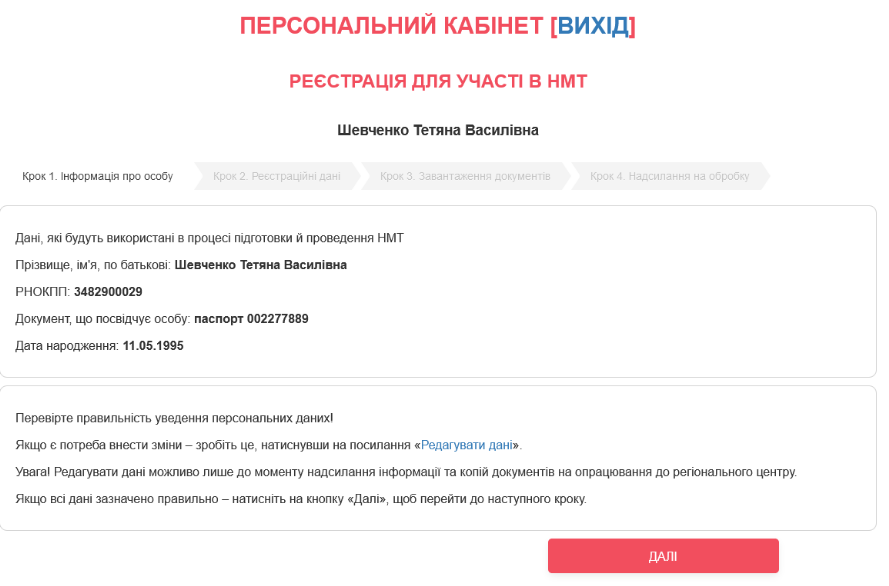 ПЕРСОНАЛЬНИЙ КАБІНЕТ [ВИХІД]
РЕЄСТРАЦІЯ ДЛЯ УЧАСТІ В НМТ
Шевченко Тетяна Василівна
Крок 1. Інформація про особу Крок 2. Реєстраційні дані Крок 3. Завантаження документів Крок 4. Надсилання на обробку
Дані, які будуть використані в процесі підготовки й проведення НМТ
Прізвище, ім'я, по батькові: Шевченко Тетяна Василівна
РНОКПП: 3482900029
Документ, що посвідчує особу: паспорт 002277889
Дата народження: 11.05.1995
Перевірте правильність уведення персональних даних!
Якщо є потреба внести зміни – зробіть це, натиснувши на посилання «Редагувати дані».
Увага! Редагувати дані можливо лише до моменту надсилання інформації та копій документів на опрацювання до регіонального центру.
Якщо всі дані зазначено правильно – натисніть на кнопку «Далі», щоб перейти до наступного кроку.
ДАЛІ